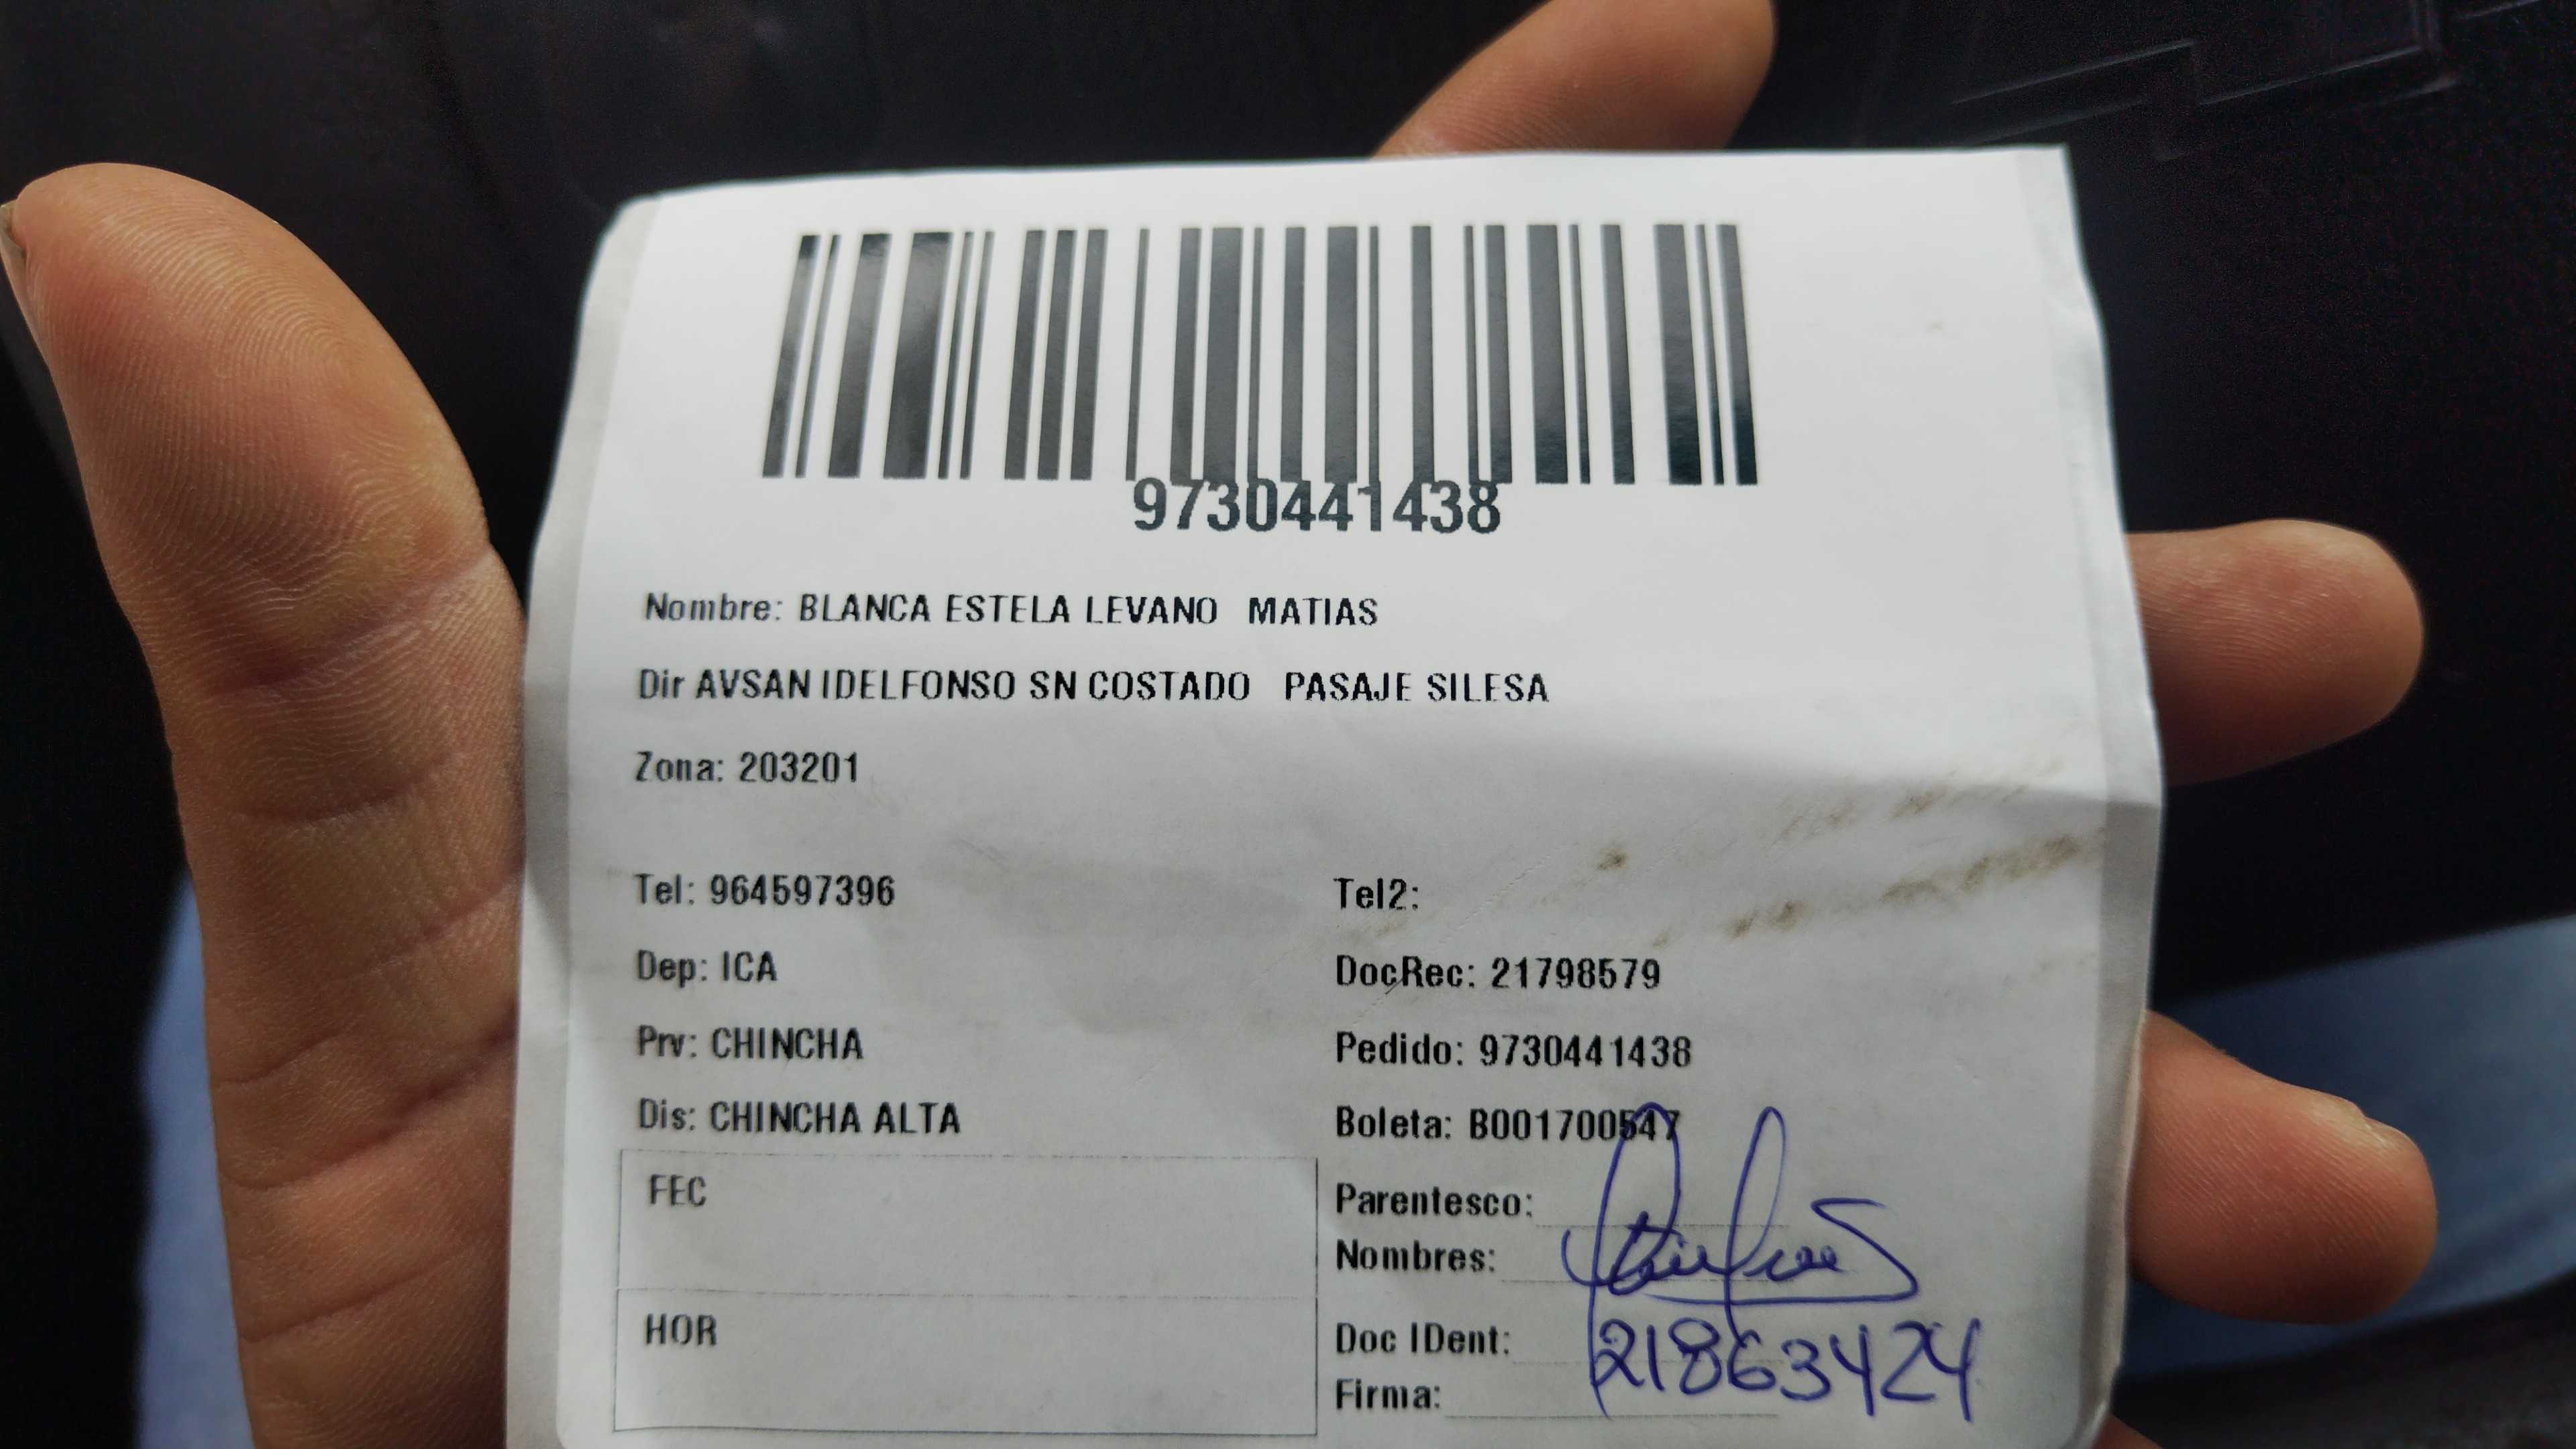 9730441438
Nombre: BLANCA ESTELA LEVANO MATIAS
Dir AVSAN IDELFONSO SN COSTADO PASAJE SILESA
Zona: 203201
Tel: 964597396 Tel2:
Dep: ICA DocRec: 21798579
Prv: CHINCHA Pedido: 9730441438
Dis: CHINCHA ALTA Boleta: B001700547
FEC Parentesco:
Nombres:
HOR Doc IDent: 21863424
Firma: